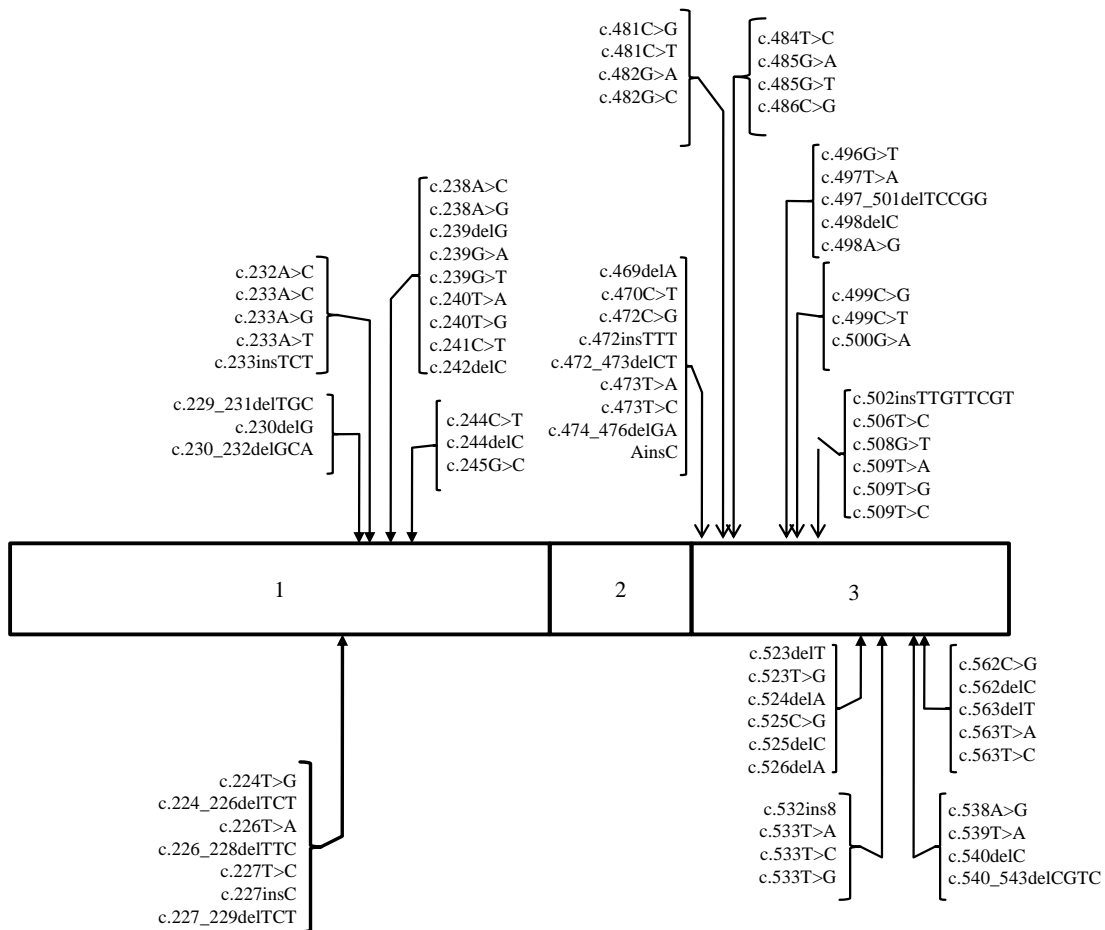 c.481C>G
c.481C>T
c.482G>A
c.482G>C
c.484T>C
c.485G>A
c.485G>T
c.486C>G
c.496G>T
c.497T>A
c.497_501delTCCGG
c.498delC
c.498A>G
c.238A>C
c.238A>G
c.239delG
c.239G>A
c.239G>T
c.240T>A
c.240T>G
c.241C>T
c.242delC
c.232A>C
c.233A>C
c.233A>G
c.233A>T
c.233insTCT
c.469delA
c.470C>T
c.472C>G
c.472insTTT
c.472_473delCT
c.473T>A
c.473T>C
c.474_476delGA
AinsC
c.499C>G
c.499C>T
c.500G>A
c.229_231delTGC
c.230delG
c.230_232delGCA
c.244C>T
c.244delC
c.245G>C
c.502insTTGTTCGT
c.506T>C
c.508G>T
c.509T>A
c.509T>G
c.509T>C
1
2
3
c.523delT
c.523T>G
c.524delA
c.525C>G
c.525delC
c.526delA
c.562C>G
c.562delC
c.563delT
c.563T>A
c.563T>C
c.224T>G
c.224_226delTCT
c.226T>A
c.226_228delTTC
c.227T>C
c.227insC
c.227_229delTCT
c.532ins8
c.533T>A
c.533T>C
c.533T>G
c.538A>G
c.539T>A
c.540delC
c.540_543delCGTC